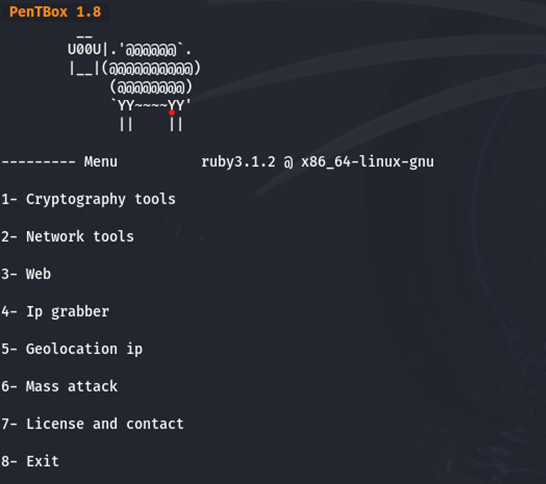 PenTBox 1.8
__
U00U|.'@@@@@@`.
|__|(@@@@@@@@@@)
(@@@@@@@@)
`YY~~~~YY'
||    ||
--------- Menu          ruby3.1.2 @ x86_64-linux-gnu
1- Cryptography tools
2- Network tools
3- Web
4- Ip grabber
5- Geolocation ip
6- Mass attack
7- License and contact
8- Exit